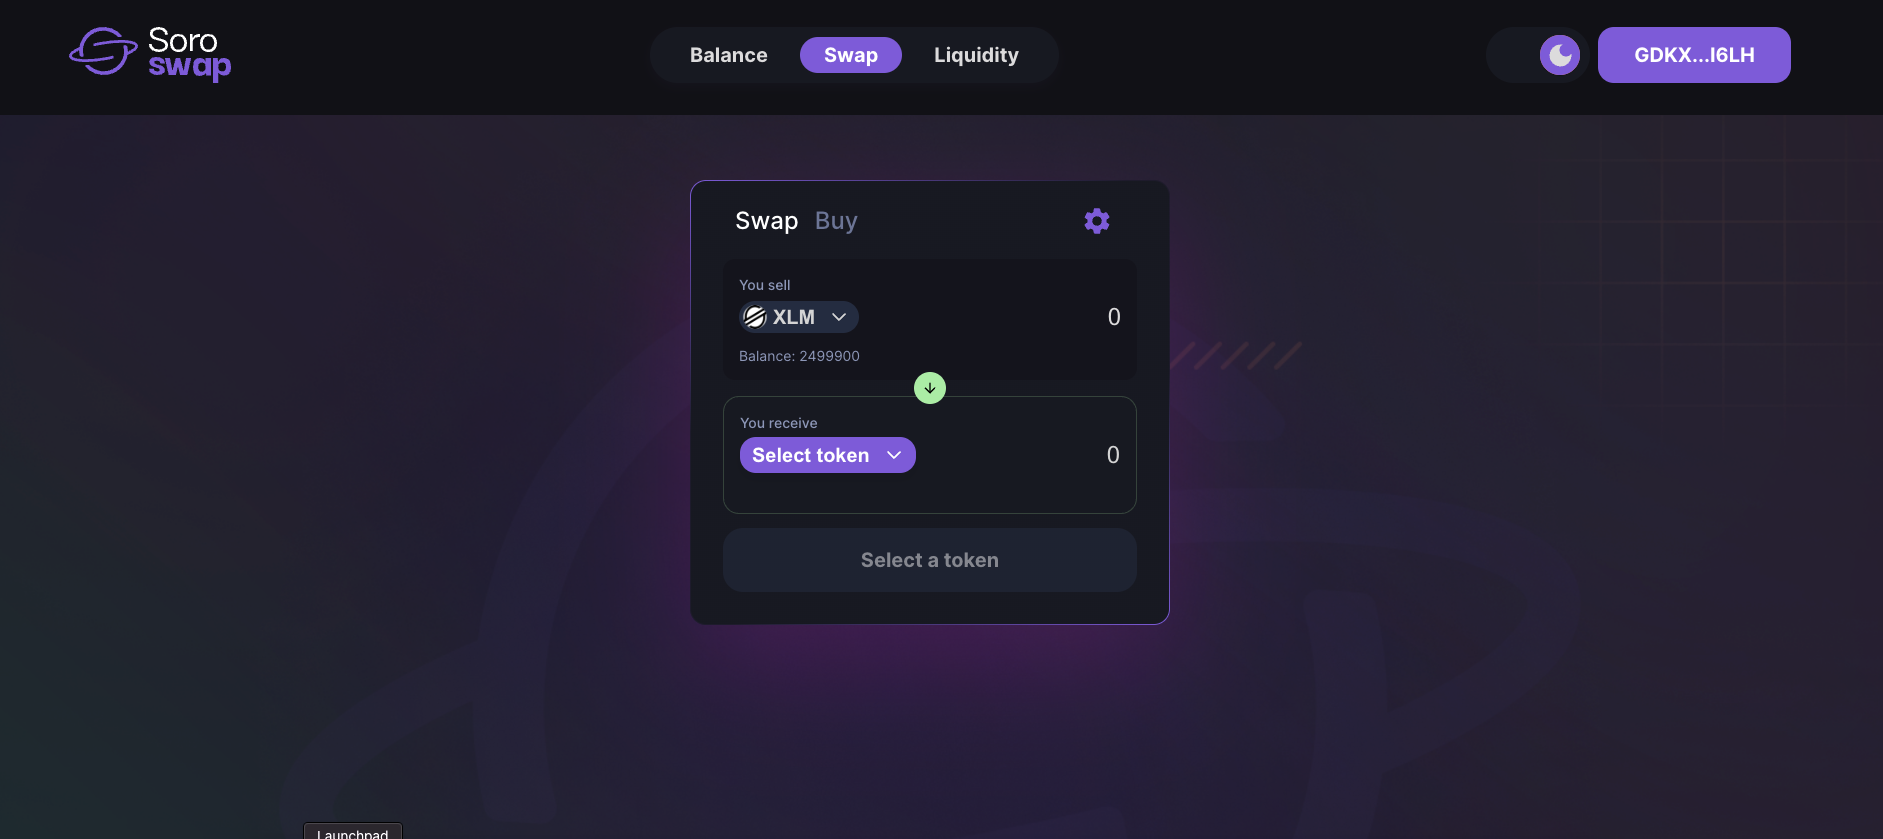 Soro
swap
Balance
Swap
Liquidity
GDKX...I6LH
Swap
Buy
You sell
XLM
0
Balance: 2499900
You receive
Select token
0
Select a token
Launchpad